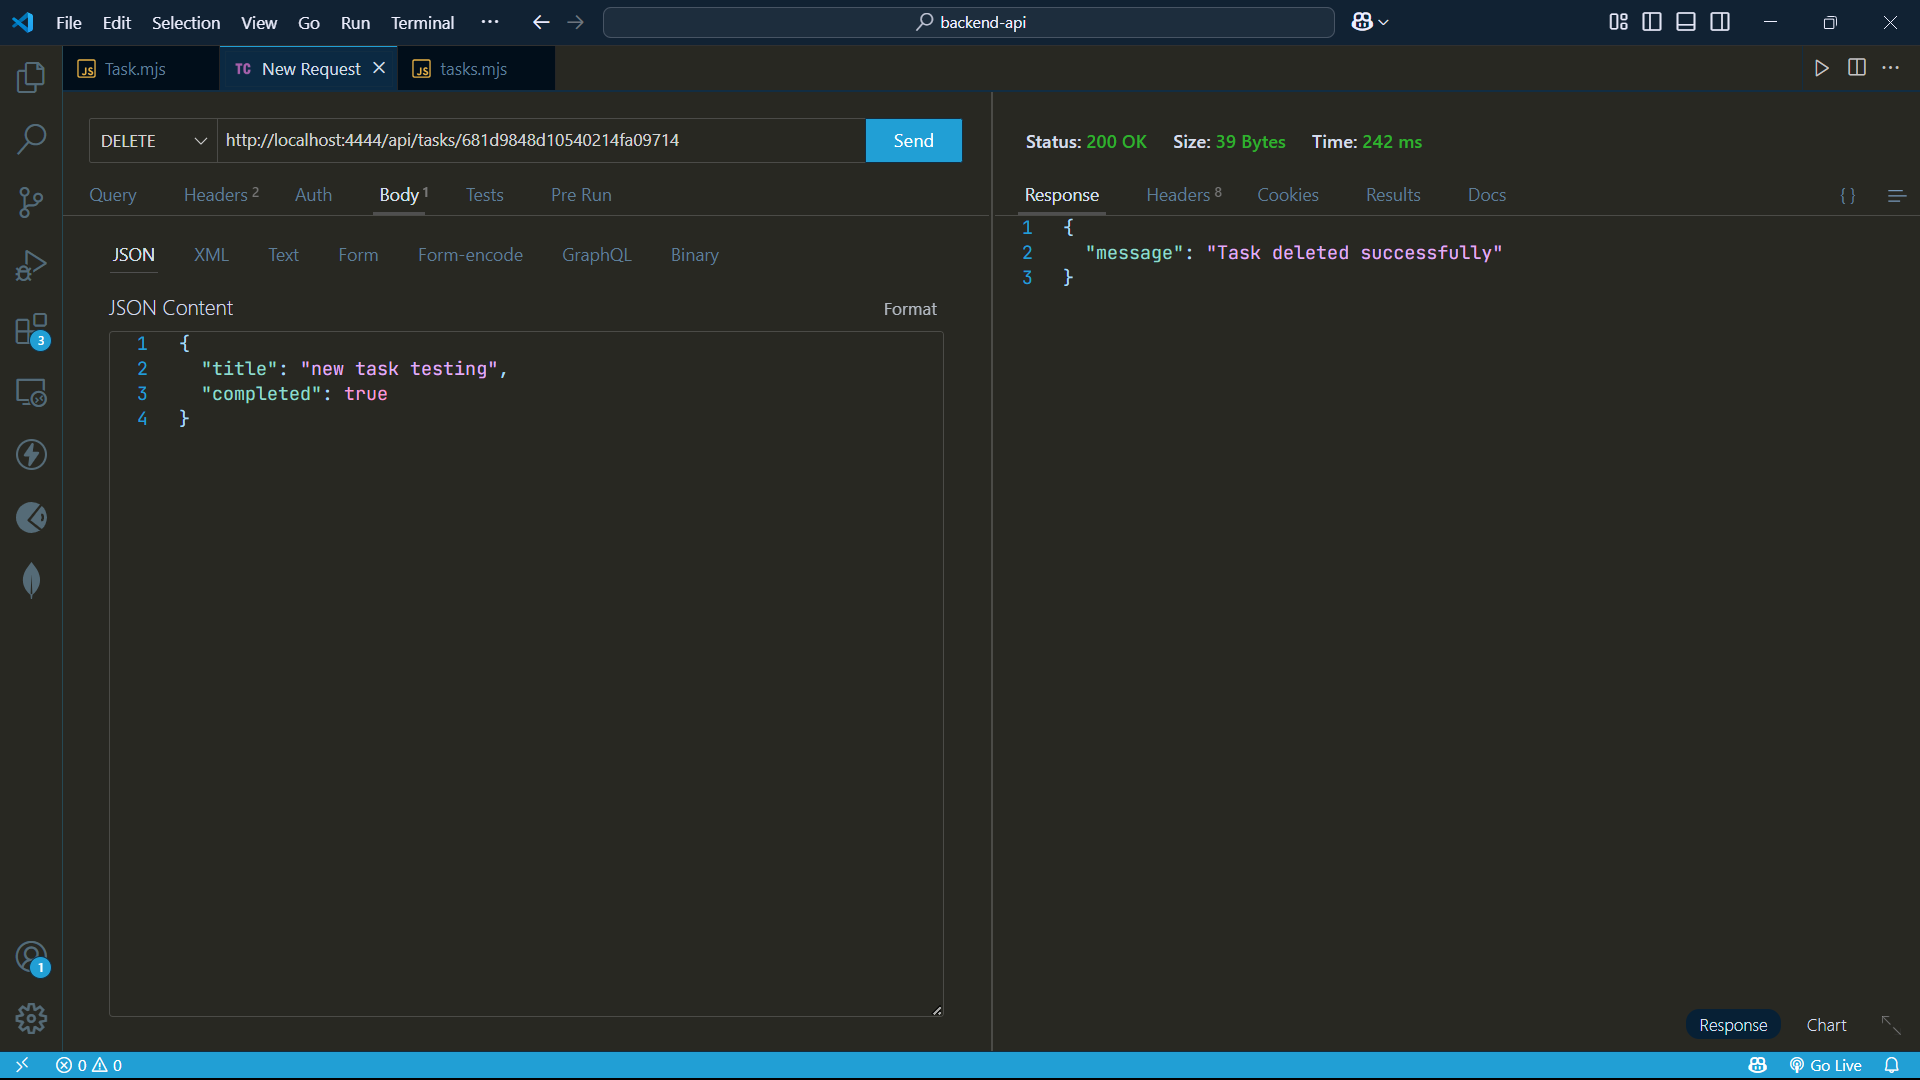 File Edit Selection View Go Run Terminal ··· backend-api
JS Task.mjs TC New Request JS tasks.mjs
DELETE http://localhost:4444/api/tasks/681d9848d10540214fa09714 Send
Query Headers 2 Auth Body 1 Tests Pre Run
JSON XML Text Form Form-encode GraphQL Binary
JSON Content Format
1 {
2 "title": "new task testing",
3 "completed": true
4 }
Status: 200 OK Size: 39 Bytes Time: 242 ms
Response Headers 8 Cookies Results Docs { }
1 {
2 "message": "Task deleted successfully"
3 }
3
1
Response Chart
0 0 Go Live